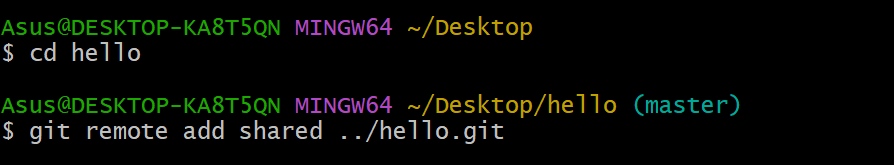 Asus@DESKTOP-KA8T5QN MINGW64 ~/Desktop
$ cd hello
Asus@DESKTOP-KA8T5QN MINGW64 ~/Desktop/hello (master)
$ git remote add shared ../hello.git